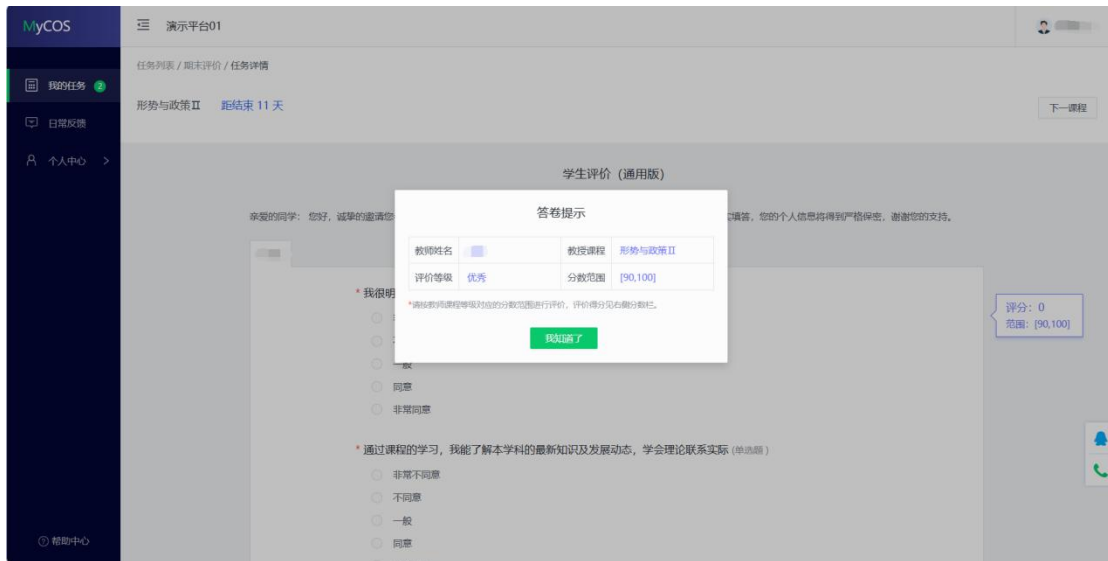 MyCOS
演示平台01
任务列表 / 期末评价 / 任务详情
我的任务 2
形势与政策Ⅱ 距结束 11 天
下一课程
日常反馈
个人中心 >
学生评价（通用版）
亲爱的同学： 您好，诚挚的邀请您
填答，您的个人信息将得到严格保密，谢谢您的支持。
答卷提示
教师姓名 教授课程 形势与政策Ⅱ
评价等级 优秀 分数范围 [90,100]
*请按教师课程等级对应的分数范围进行评价，评价得分见右侧分数栏。
我知道了
* 我很明
评分：0
范围：[90,100]
一般
同意
非常同意
* 通过课程的学习，我能了解本学科的最新知识及发展动态，学会理论联系实际 (单选题)
非常不同意
不同意
一般
同意
帮助中心